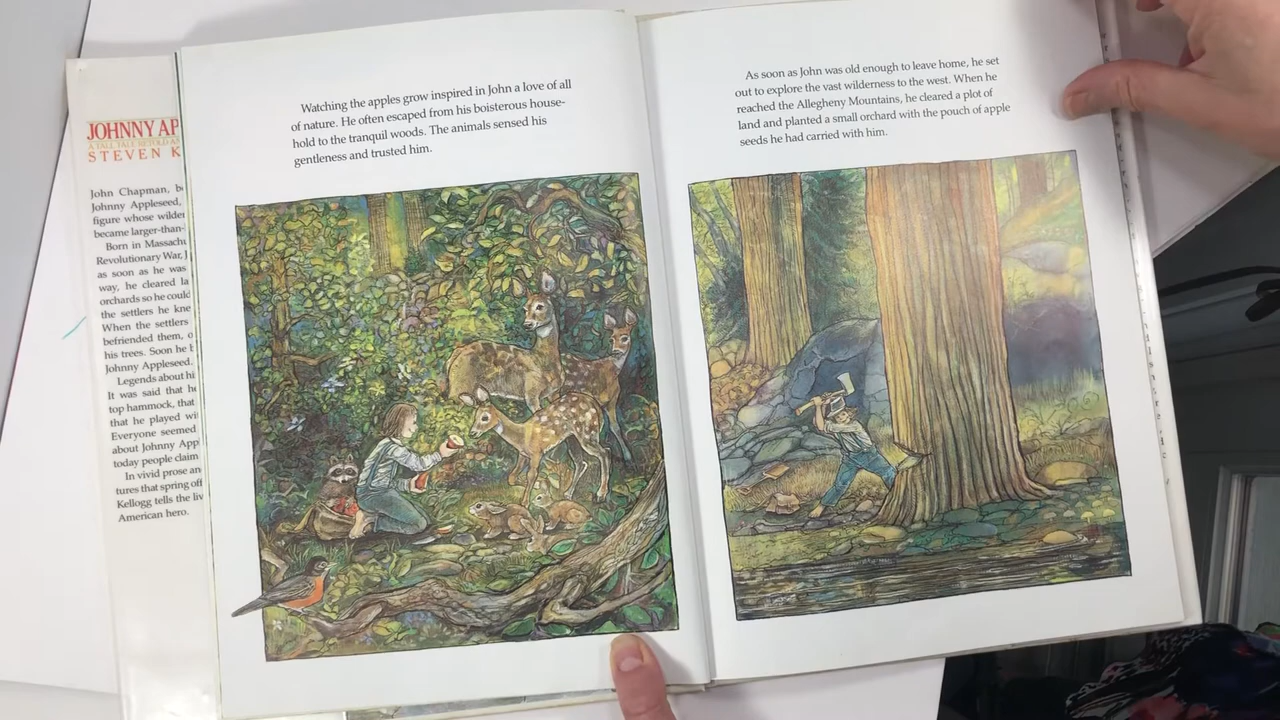 JOHNNY AP
A TALL TALE RETOLD AN
STEVEN K
John Chapman, b
Johnny Appleseed,
figure whose wilder
became larger-than-
Born in Massachu
Revolutionary War, J
as soon as he was
way, he cleared la
orchards so he could
the settlers he kne
When the settlers
befriended them, o
his trees. Soon he b
Johnny Appleseed.
Legends about hi
It was said that he
top hammock, that
that he played wi
Everyone seemed
about Johnny App
today people claim
In vivid prose an
tures that spring off
Kellogg tells the liv
American hero.
Watching the apples grow inspired in John a love of all
of nature. He often escaped from his boisterous house-
hold to the tranquil woods. The animals sensed his
gentleness and trusted him.
As soon as John was old enough to leave home, he set
out to explore the vast wilderness to the west. When he
reached the Allegheny Mountains, he cleared a plot of
land and planted a small orchard with the pouch of apple
seeds he had carried with him.